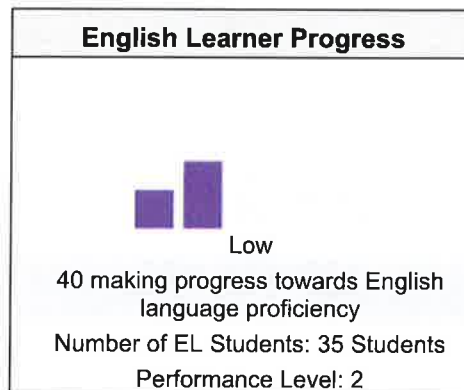 English Learner Progress
Low
40 making progress towards English
language proficiency
Number of EL Students: 35 Students
Performance Level: 2